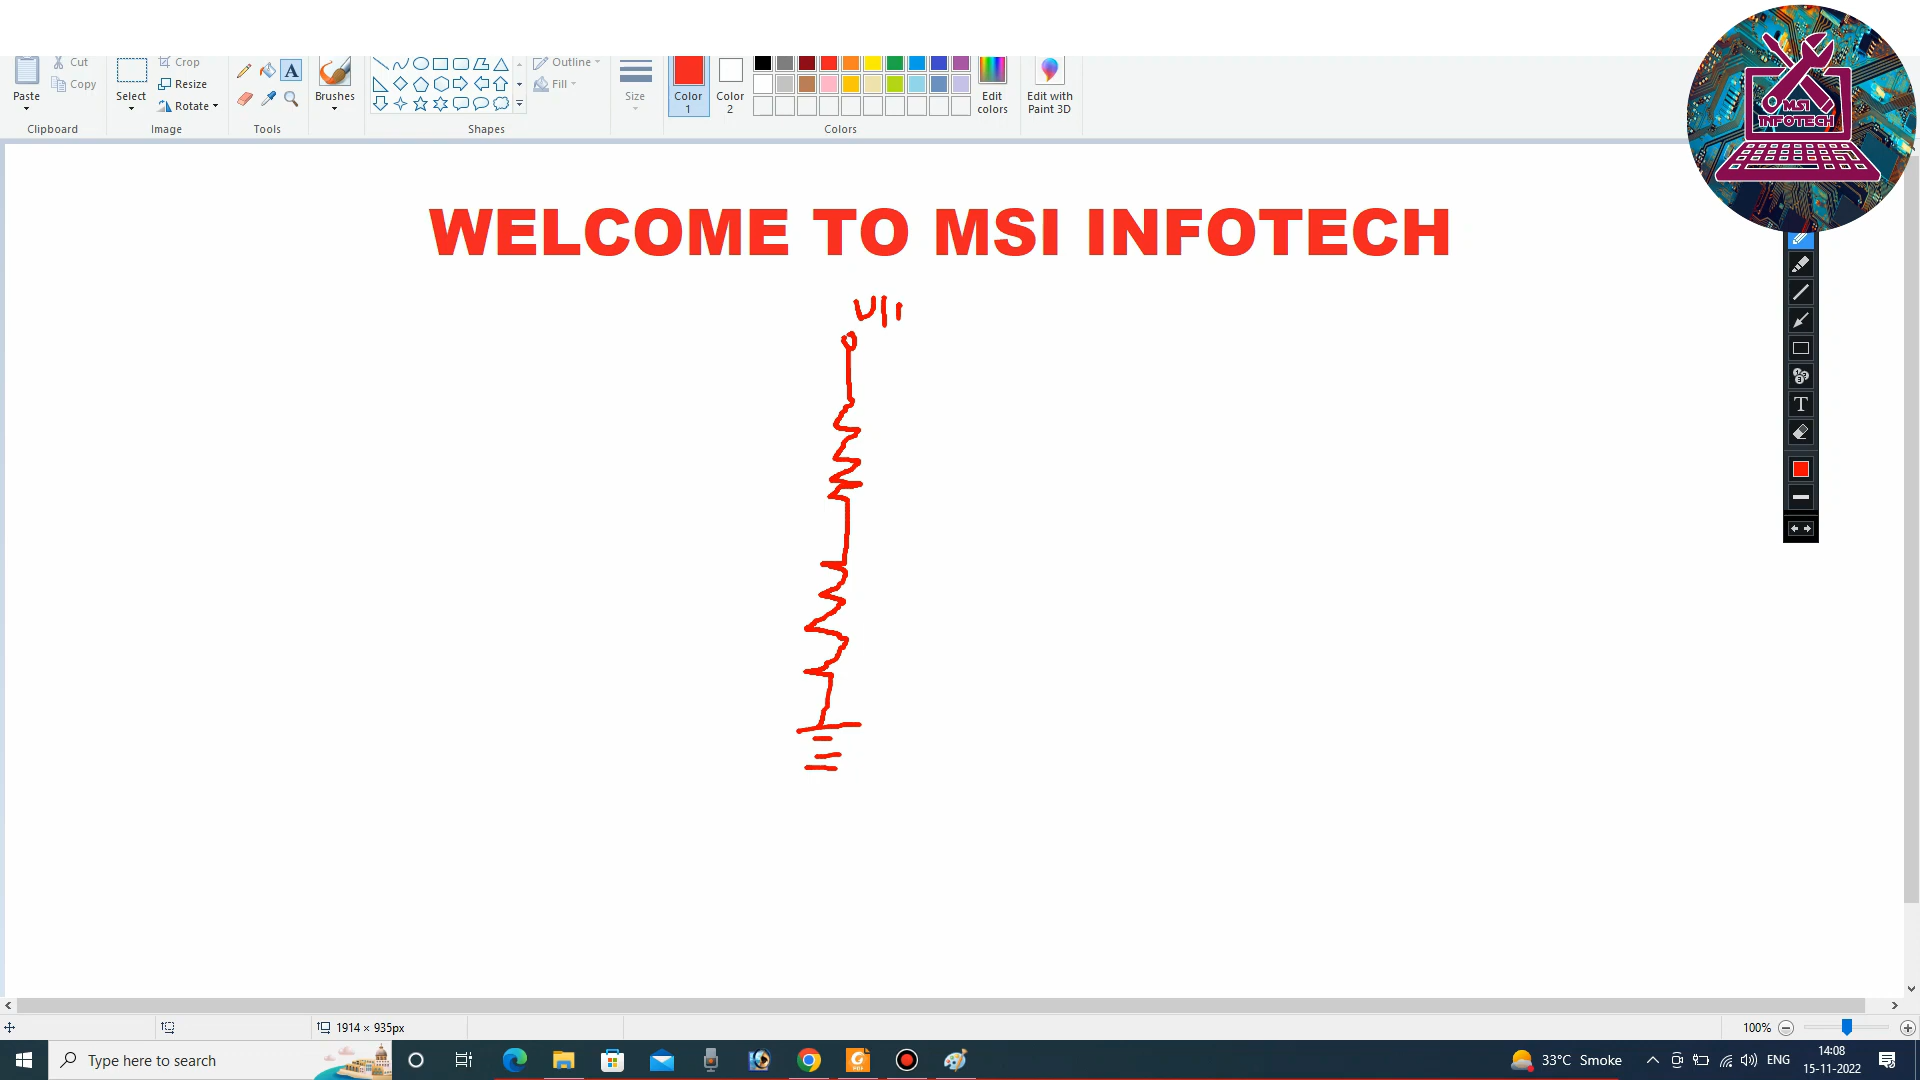 Paste
Cut
Copy
Clipboard
Select
Crop
Resize
Rotate
Image
A
Tools
Brushes
Shapes
Outline
Fill
Size
Color 1
Color 2
Colors
Edit colors
Edit with Paint 3D
MSI
INFOTECH
WELCOME TO MSI INFOTECH
T
1914 × 935px
100%
Type here to search
33°C Smoke
ENG
14:08
15-11-2022